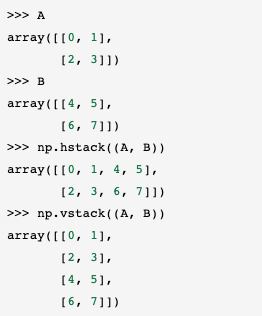 >>> A
array([[0, 1],
       [2, 3]])
>>> B
array([[4, 5],
       [6, 7]])
>>> np.hstack((A, B))
array([[0, 1, 4, 5],
       [2, 3, 6, 7]])
>>> np.vstack((A, B))
array([[0, 1],
       [2, 3],
       [4, 5],
       [6, 7]])